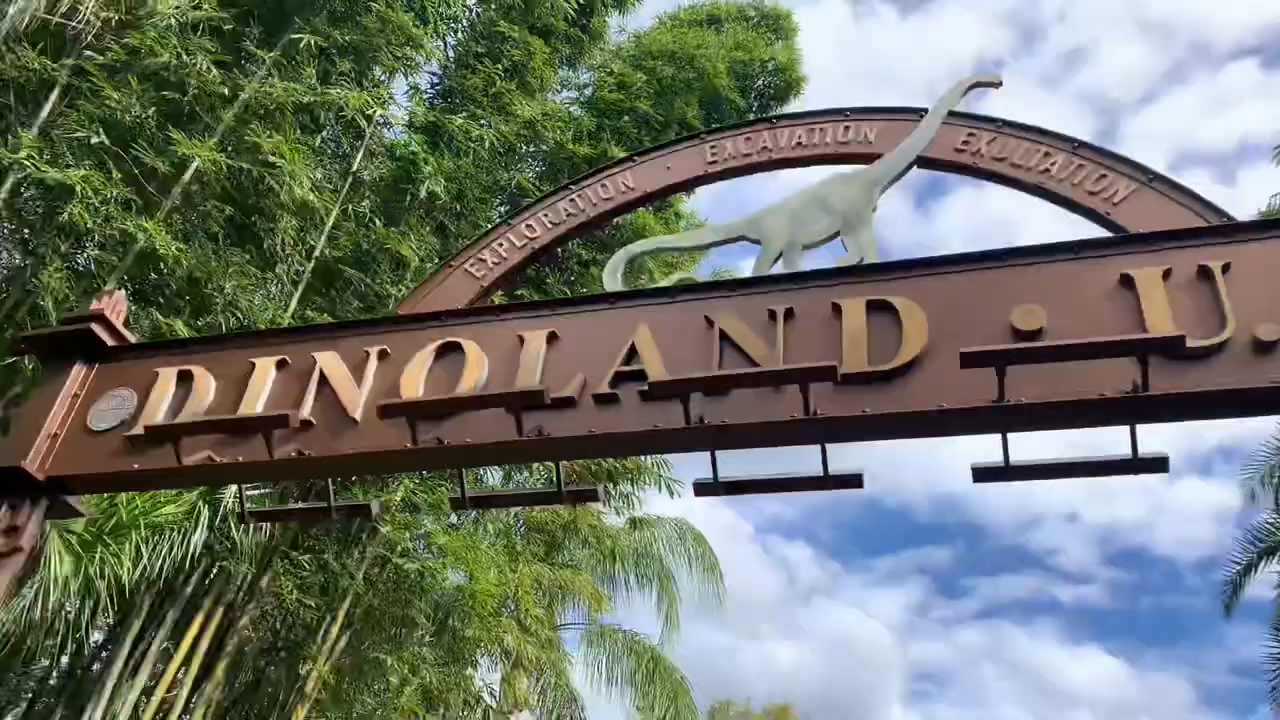 EXPLORATION · EXCAVATION · EXULTATION
DINOLAND · U.